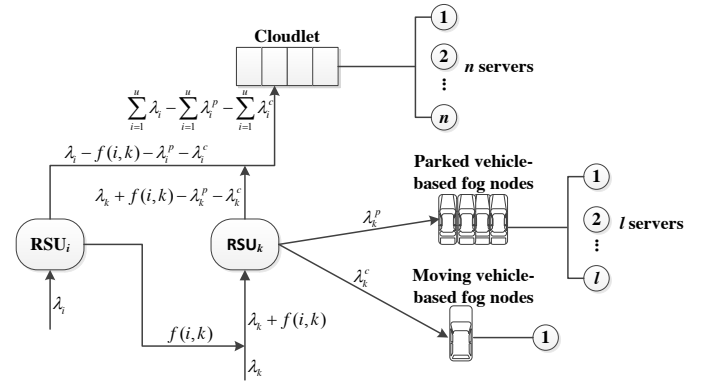 Cloudlet
1
2
⋮
n
n servers
$\sum_{i=1}^{u} \lambda_i - \sum_{i=1}^{u} \lambda_i^p - \sum_{i=1}^{u} \lambda_i^c$
$\lambda_i - f(i,k) - \lambda_i^p - \lambda_i^c$
$\lambda_k + f(i,k) - \lambda_k^p - \lambda_k^c$
RSU$_i$
RSU$_k$
$\lambda_i$
f(i,k)
$\lambda_k + f(i,k)$
$\lambda_k$
$\lambda_k^p$
$\lambda_k^c$
Parked vehicle-
based fog nodes
1
2
⋮
l
l servers
Moving vehicle-
based fog nodes
1